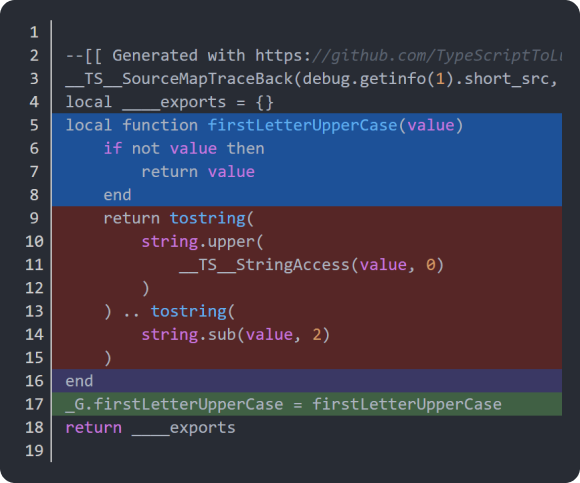 1
2 --[[ Generated with https://github.com/TypeScriptToLu
3 __TS__SourceMapTraceBack(debug.getinfo(1).short_src,
4 local ____exports = {}
5 local function firstLetterUpperCase(value)
6     if not value then
7         return value
8     end
9     return tostring(
10         string.upper(
11             __TS__StringAccess(value, 0)
12         )
13     ) .. tostring(
14         string.sub(value, 2)
15     )
16 end
17 _G.firstLetterUpperCase = firstLetterUpperCase
18 return ____exports
19